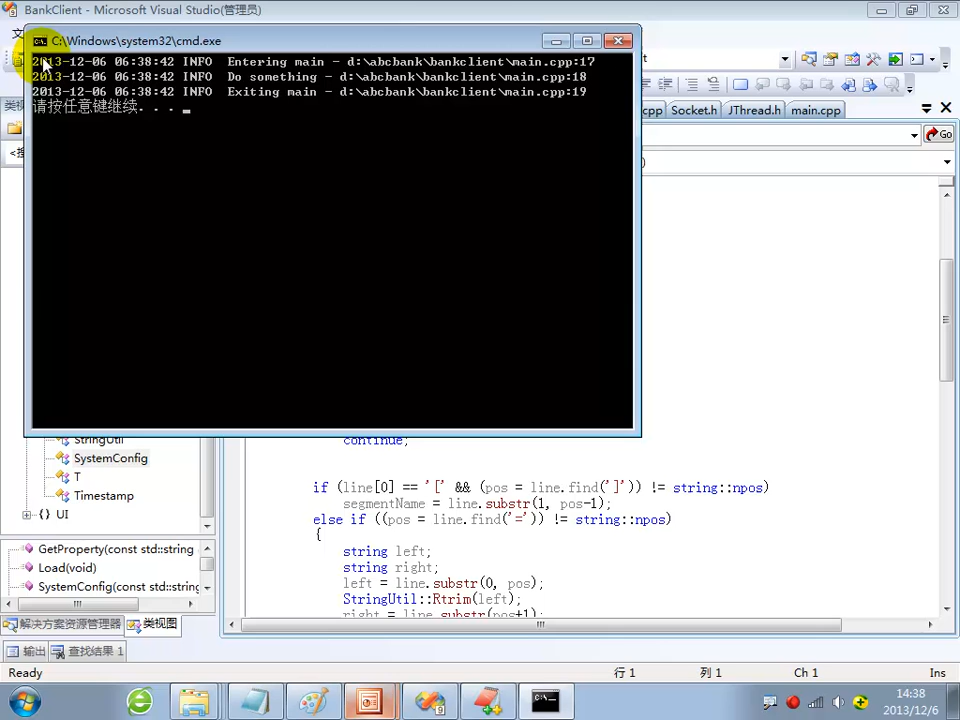 BankClient - Microsoft Visual Studio(管理员)
C:\Windows\system32\cmd.exe
2013-12-06 06:38:42 INFO  Entering main - d:\abcbank\bankclient\main.cpp:17
2013-12-06 06:38:42 INFO  Do something - d:\abcbank\bankclient\main.cpp:18
2013-12-06 06:38:42 INFO  Exiting main - d:\abcbank\bankclient\main.cpp:19
请按任意键继续. . .
cpp Socket.h JThread.h main.cpp
Go
continue;
if (line[0] == '[' && (pos = line.find(']')) != string::npos)
segmentName = line.substr(1, pos-1);
else if ((pos = line.find('=')) != string::npos)
{
string left;
string right;
left = line.substr(0, pos);
StringUtil::Rtrim(left);
right = line.substr(pos+1);
StringUtil
SystemConfig
T
Timestamp
{} UI
GetProperty(const std::string
Load(void)
SystemConfig(const std::string
解决方案资源管理器 类视图
输出 查找结果 1
Ready 行 1 列 1 Ch 1 Ins
14:38
2013/12/6